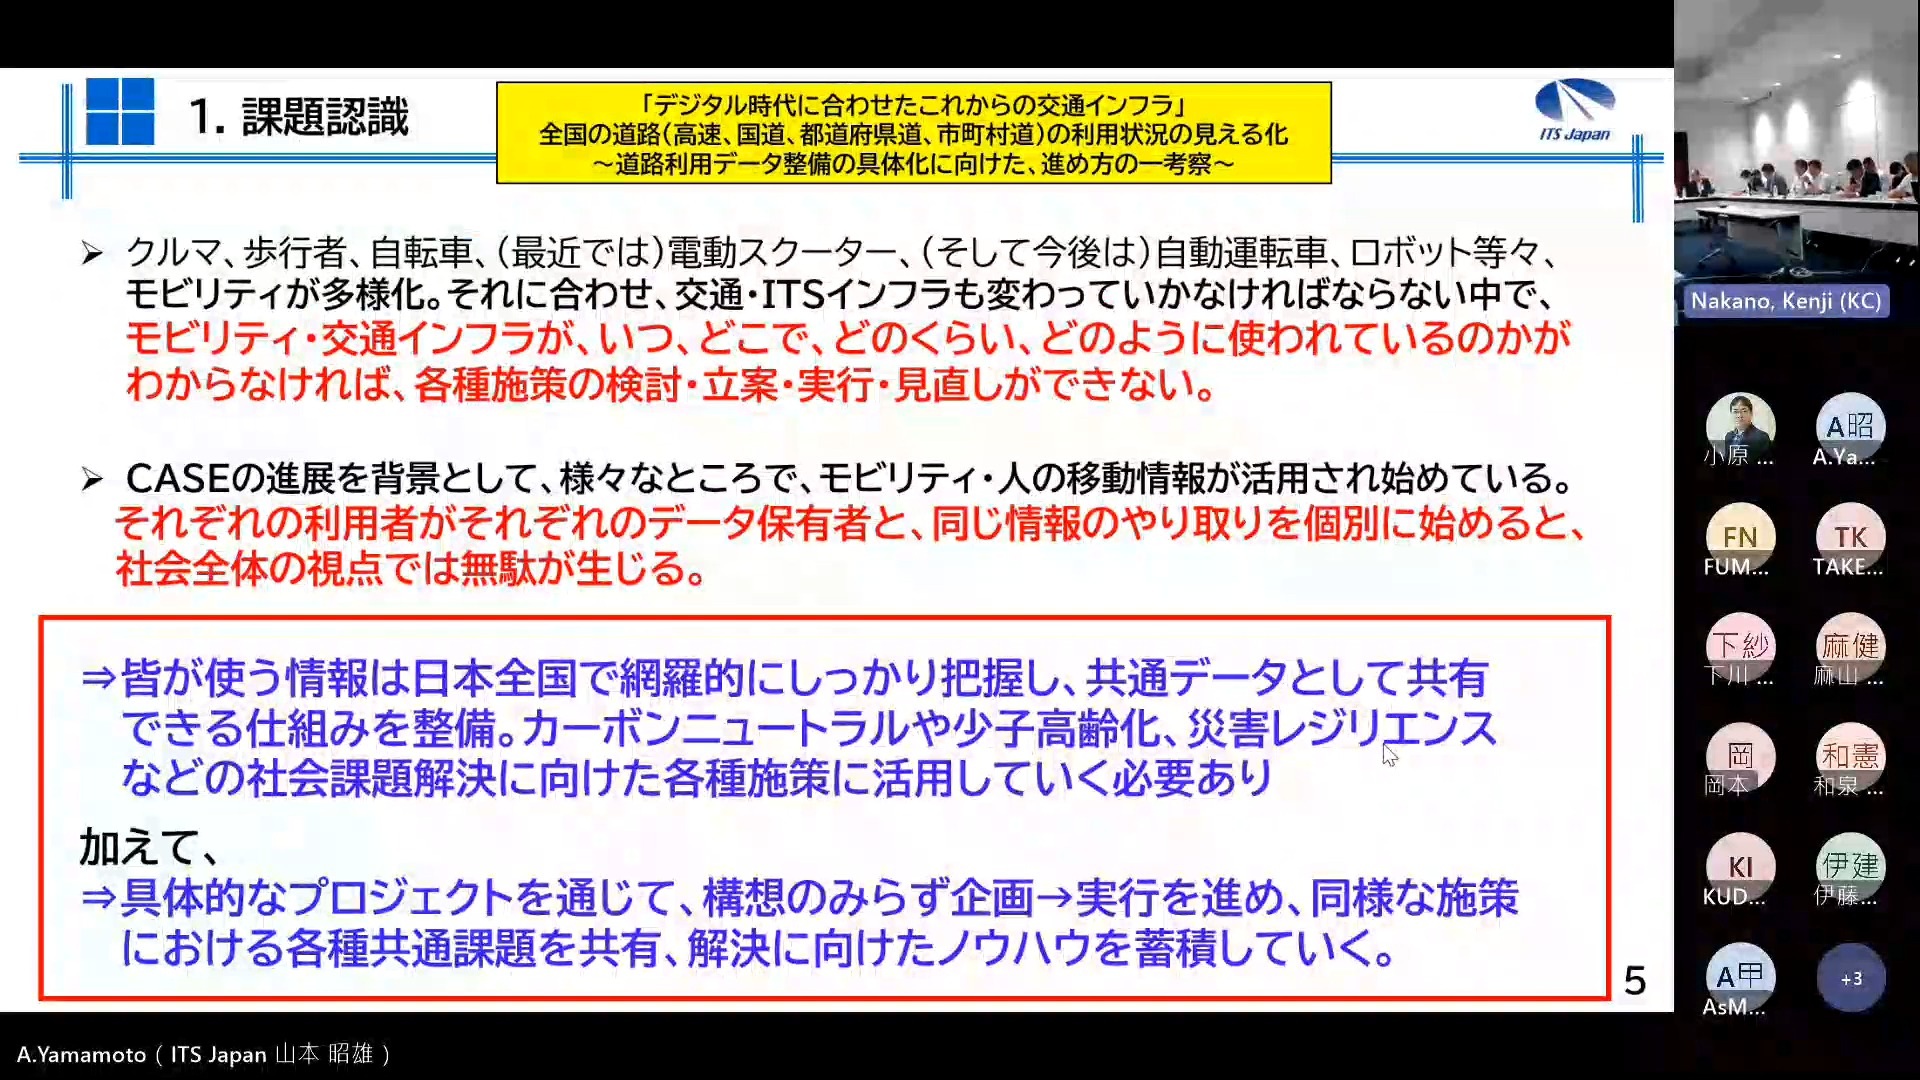 1. 課題認識
「デジタル時代に合わせたこれからの交通インフラ」
全国の道路（高速、国道、都道府県道、市町村道）の利用状況の見える化
～道路利用データ整備の具体化に向けた、進め方の一考察～
ITS Japan
➢ クルマ、歩行者、自転車、（最近では）電動スクーター、（そして今後は）自動運転車、ロボット等々、
モビリティが多様化。それに合わせ、交通・ITSインフラも変わっていかなければならない中で、
モビリティ・交通インフラが、いつ、どこで、どのくらい、どのように使われているのかが
わからなければ、各種施策の検討・立案・実行・見直しができない。
➢ CASEの進展を背景として、様々なところで、モビリティ・人の移動情報が活用され始めている。
それぞれの利用者がそれぞれのデータ保有者と、同じ情報のやり取りを個別に始めると、
社会全体の視点では無駄が生じる。
⇒皆が使う情報は日本全国で網羅的にしっかり把握し、共通データとして共有
できる仕組みを整備。カーボンニュートラルや少子高齢化、災害レジリエンス
などの社会課題解決に向けた各種施策に活用していく必要あり
加えて、
⇒具体的なプロジェクトを通じて、構想のみらず企画→実行を進め、同様な施策
における各種共通課題を共有、解決に向けたノウハウを蓄積していく。
5
A.Yamamoto ( ITS Japan 山本 昭雄 )
Nakano, Kenji (KC)
小原 ...
A昭
A.Ya...
FN
FUM...
TK
TAKE...
下紗
下川 ...
麻健
麻山 ...
岡
岡本
和憲
和泉 ...
KI
KUD...
伊建
伊藤...
A甲
AsM...
+3